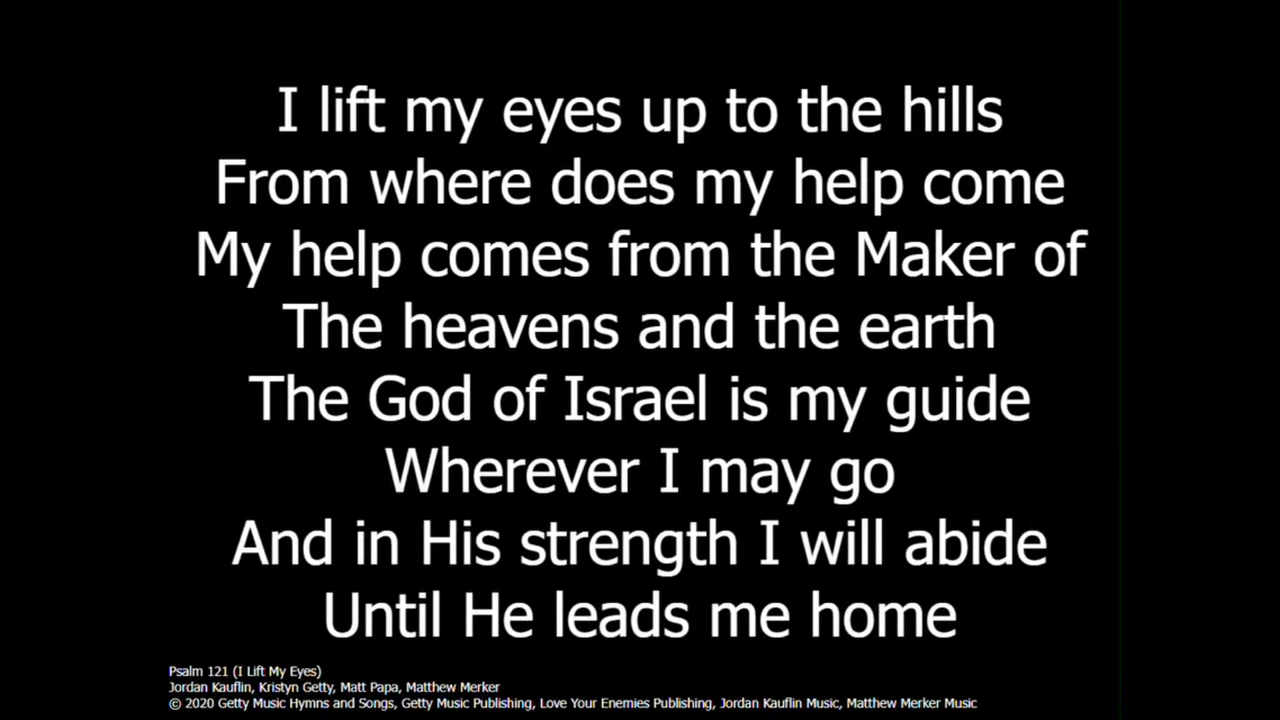 I lift my eyes up to the hills
From where does my help come
My help comes from the Maker of
The heavens and the earth
The God of Israel is my guide
Wherever I may go
And in His strength I will abide
Until He leads me home
Psalm 121 (I Lift My Eyes)
Jordan Kauflin, Kristyn Getty, Matt Papa, Matthew Merker
© 2020 Getty Music Hymns and Songs, Getty Music Publishing, Love Your Enemies Publishing, Jordan Kauflin Music, Matthew Merker Music